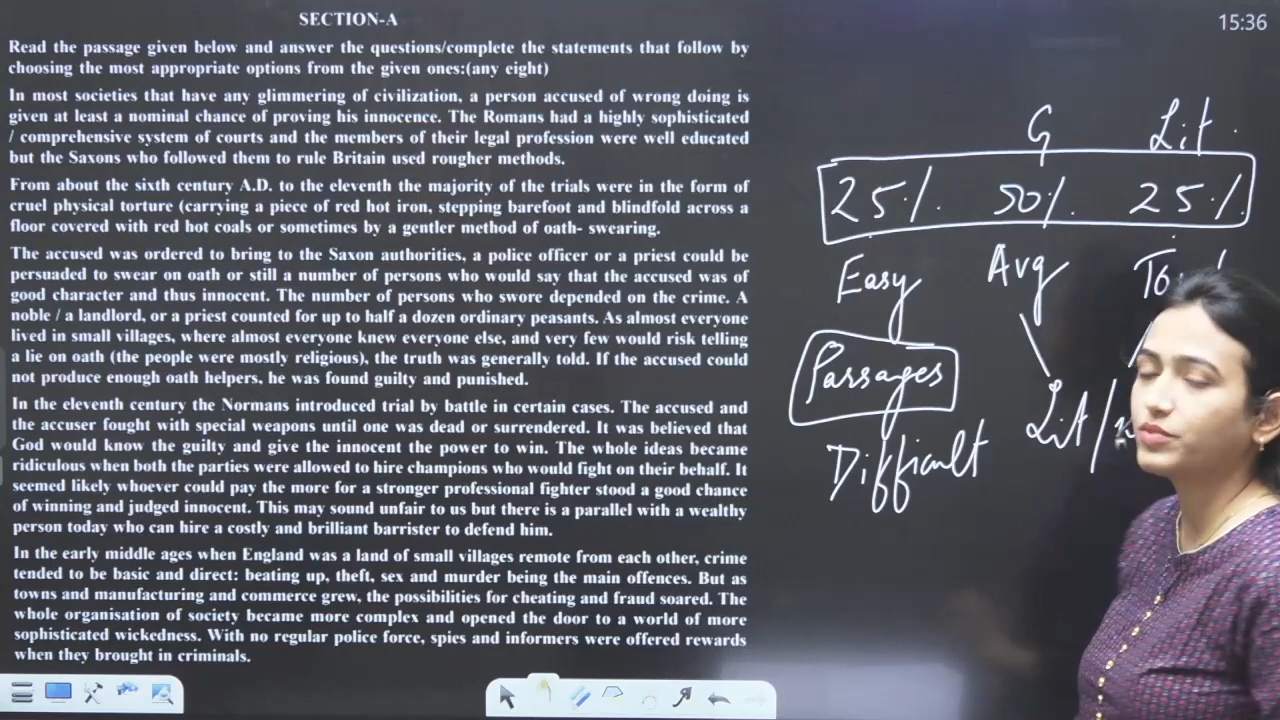 SECTION-A
15:36
Read the passage given below and answer the questions/complete the statements that follow by
choosing the most appropriate options from the given ones:(any eight)
In most societies that have any glimmering of civilization, a person accused of wrong doing is
given at least a nominal chance of proving his innocence. The Romans had a highly sophisticated
/ comprehensive system of courts and the members of their legal profession were well educated
but the Saxons who followed them to rule Britain used rougher methods.
From about the sixth century A.D. to the eleventh the majority of the trials were in the form of
cruel physical torture (carrying a piece of red hot iron, stepping barefoot and blindfold across a
floor covered with red hot coals or sometimes by a gentler method of oath- swearing.
The accused was ordered to bring to the Saxon authorities, a police officer or a priest could be
persuaded to swear on oath or still a number of persons who would say that the accused was of
good character and thus innocent. The number of persons who swore depended on the crime. A
noble / a landlord, or a priest counted for up to half a dozen ordinary peasants. As almost everyone
lived in small villages, where almost everyone knew everyone else, and very few would risk telling
a lie on oath (the people were mostly religious), the truth was generally told. If the accused could
not produce enough oath helpers, he was found guilty and punished.
In the eleventh century the Normans introduced trial by battle in certain cases. The accused and
the accuser fought with special weapons until one was dead or surrendered. It was believed that
God would know the guilty and give the innocent the power to win. The whole ideas became
ridiculous when both the parties were allowed to hire champions who would fight on their behalf. It
seemed likely whoever could pay the more for a stronger professional fighter stood a good chance
of winning and judged innocent. This may sound unfair to us but there is a parallel with a wealthy
person today who can hire a costly and brilliant barrister to defend him.
In the early middle ages when England was a land of small villages remote from each other, crime
tended to be basic and direct: beating up, theft, sex and murder being the main offences. But as
towns and manufacturing and commerce grew, the possibilities for cheating and fraud soared. The
whole organisation of society became more complex and opened the door to a world of more
sophisticated wickedness. With no regular police force, spies and informers were offered rewards
when they brought in criminals.
G Lit.
25%. 50%. 25%.
Easy Avg
Passages
Difficult Lit/